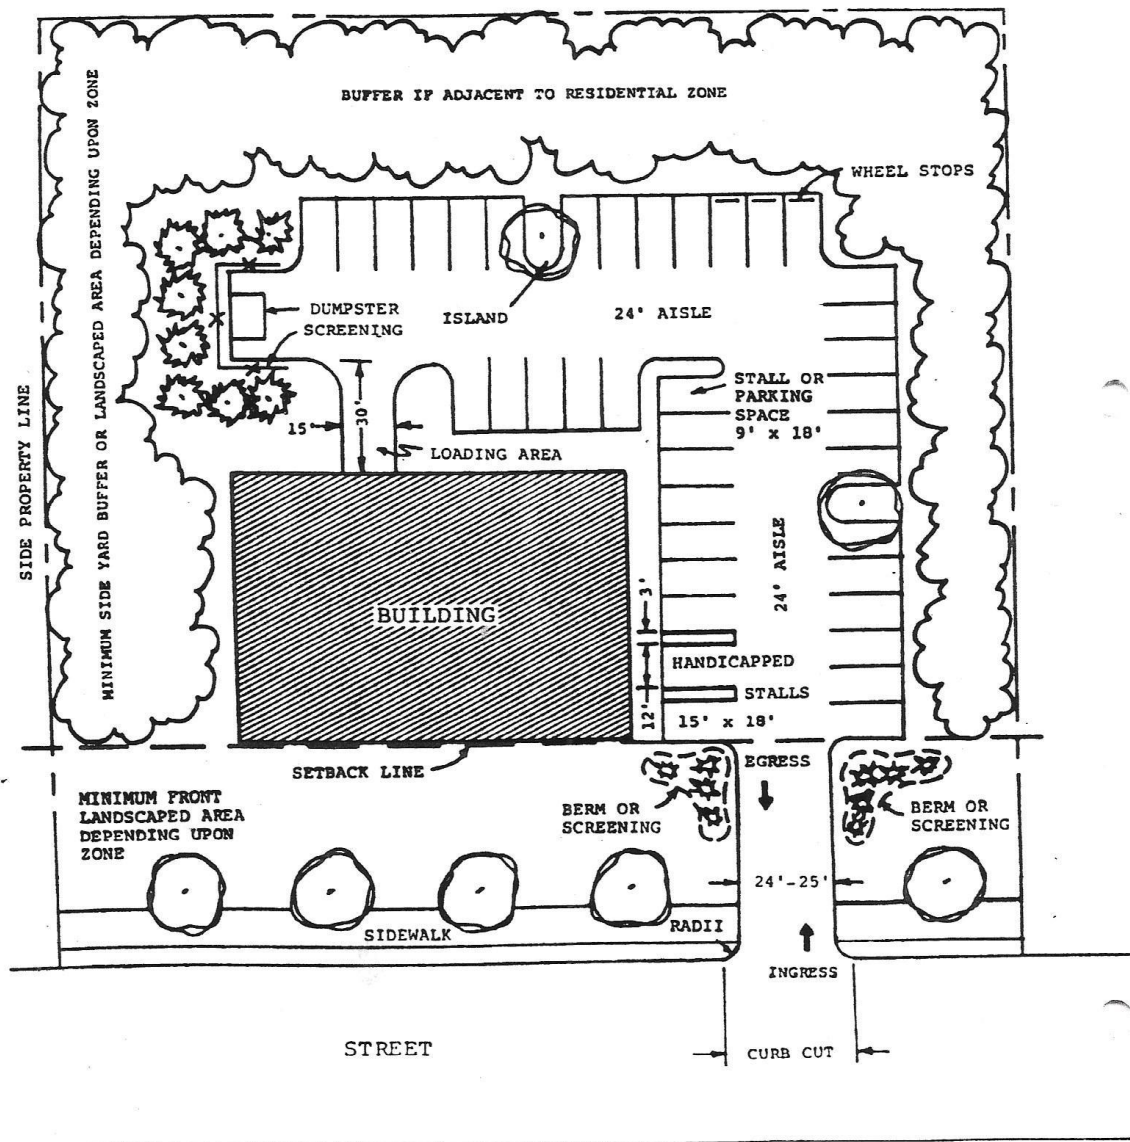 BUFFER IF ADJACENT TO RESIDENTIAL ZONE
MINIMUM SIDE YARD BUFFER OR LANDSCAPED AREA DEPENDING UPON ZONE
SIDE PROPERTY LINE
WHEEL STOPS
DUMPSTER
SCREENING
ISLAND
24' AISLE
STALL OR
PARKING
SPACE
9' x 18'
15'
30'
LOADING AREA
24' AISLE
BUILDING
3'
HANDICAPPED
STALLS
12'
15' x 18'
SETBACK LINE
EGRESS
MINIMUM FRONT
LANDSCAPED AREA
DEPENDING UPON
ZONE
BERM OR
SCREENING
BERM OR
SCREENING
24'-25'
SIDEWALK
RADII
INGRESS
STREET
CURB CUT